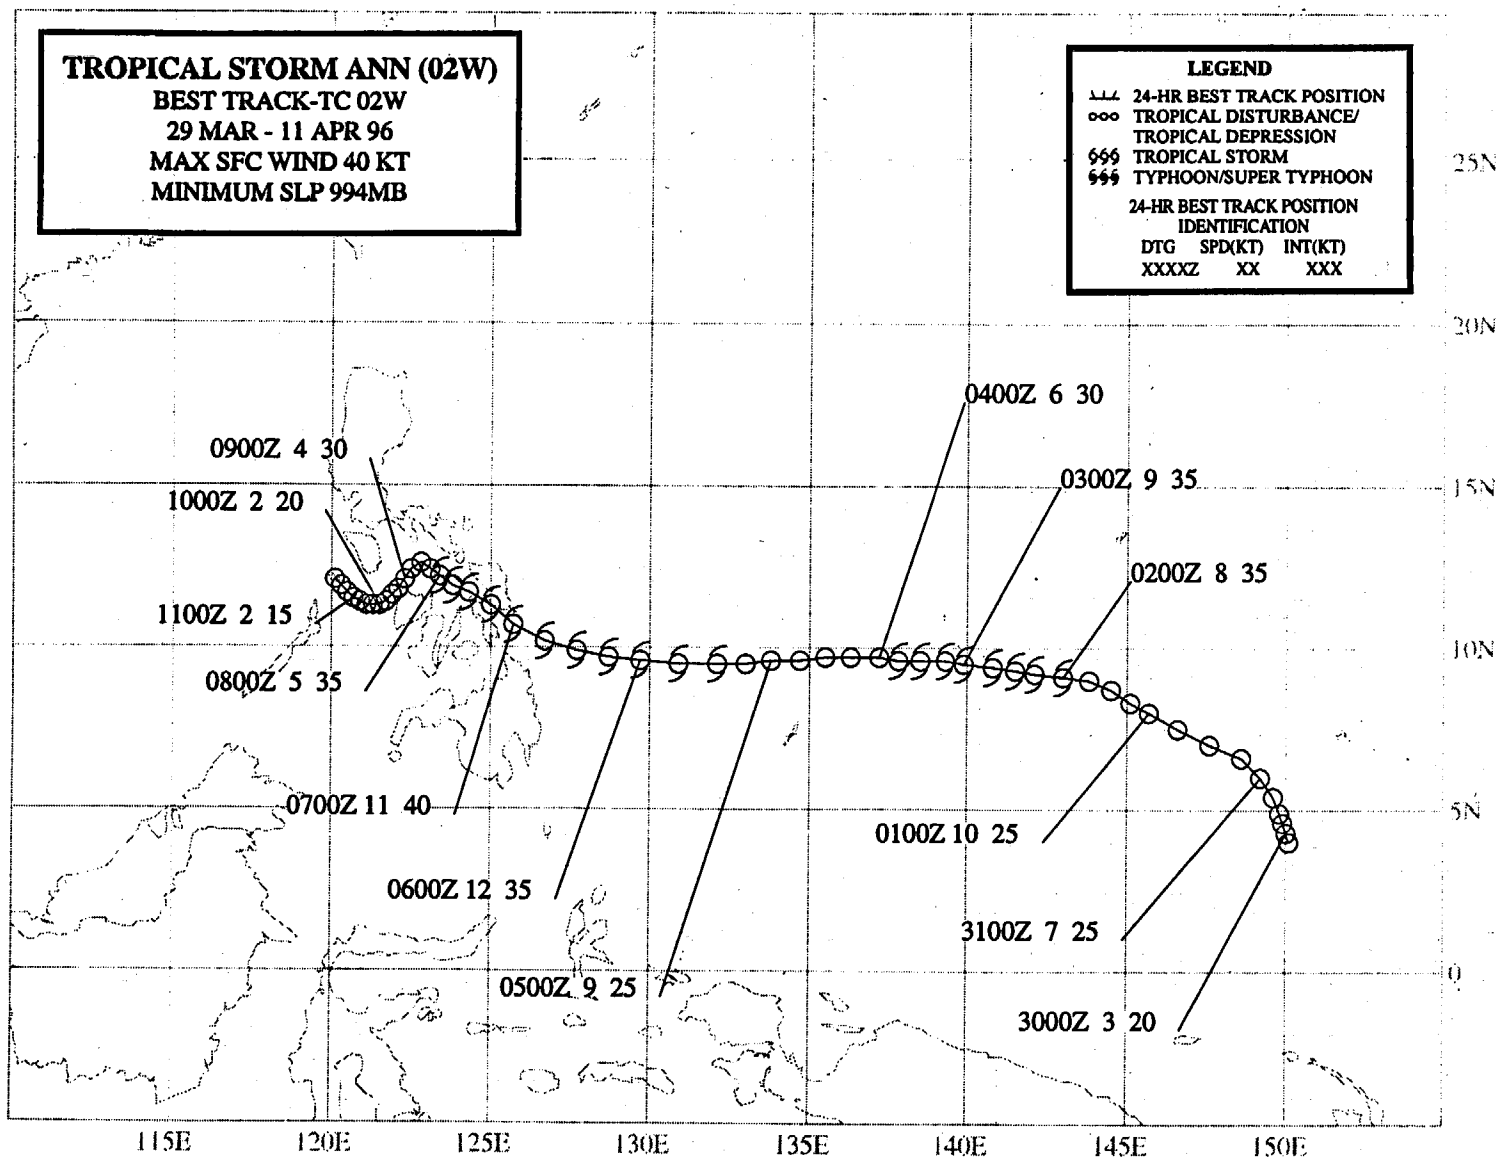 TROPICAL STORM ANN (02W)
BEST TRACK-TC 02W
29 MAR - 11 APR 96
MAX SFC WIND 40 KT
MINIMUM SLP 994MB
LEGEND
24-HR BEST TRACK POSITION
TROPICAL DISTURBANCE/
TROPICAL DEPRESSION
TROPICAL STORM
TYPHOON/SUPER TYPHOON
24-HR BEST TRACK POSITION
IDENTIFICATION
DTG SPD(KT) INT(KT)
XXXXZ XX XXX
25N
20N
0400Z 6 30
0900Z 4 30
0300Z 9 35
15N
1000Z 2 20
0200Z 8 35
1100Z 2 15
10N
0800Z 5 35
0700Z 11 40
5N
0100Z 10 25
0600Z 12 35
3100Z 7 25
0
0500Z 9 25
3000Z 3 20
115E 120E 125E 130E 135E 140E 145E 150E